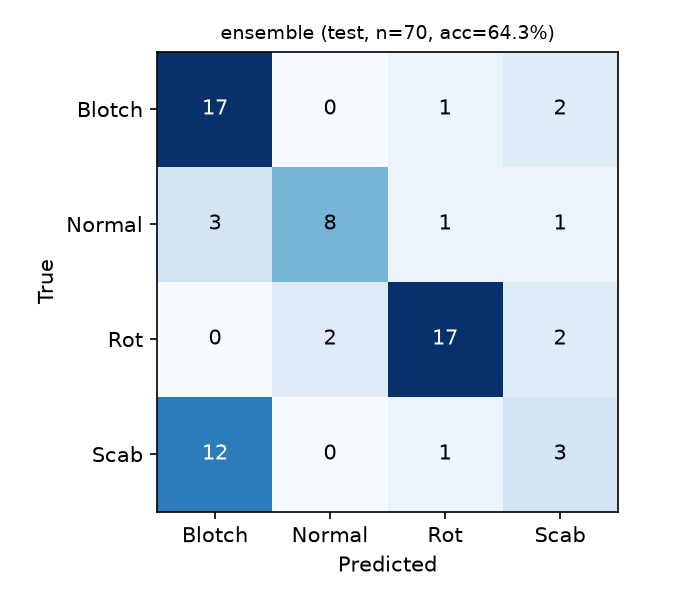 ensemble (test, n=70, acc=64.3%)
Blotch 17 0 1 2
Normal 3 8 1 1
Rot 0 2 17 2
Scab 12 0 1 3
True
Blotch Normal Rot Scab
Predicted